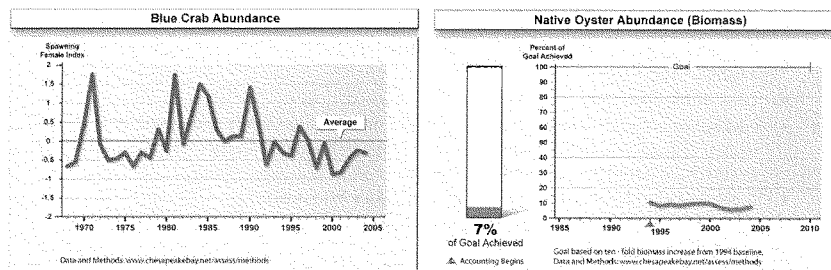 Blue Crab Abundance
Spawning
Female Index
2
1.5
1
0.5
0
-0.5
-1
-1.5
-2
Average
1970
1975
1980
1985
1990
1995
2000
2005
Data and Methods: www.chesapeakebay.net/assess/methods
Native Oyster Abundance (Biomass)
Percent of
Goal Achieved
100
90
80
70
60
50
40
30
20
10
0
Goal
1985
1995
2000
2005
2010
7%
of Goal Achieved
Accounting Begins
Goal based on ten - fold biomass increase from 1994 baseline.
Data and Methods: www.chesapeakebay.net/assess/methods